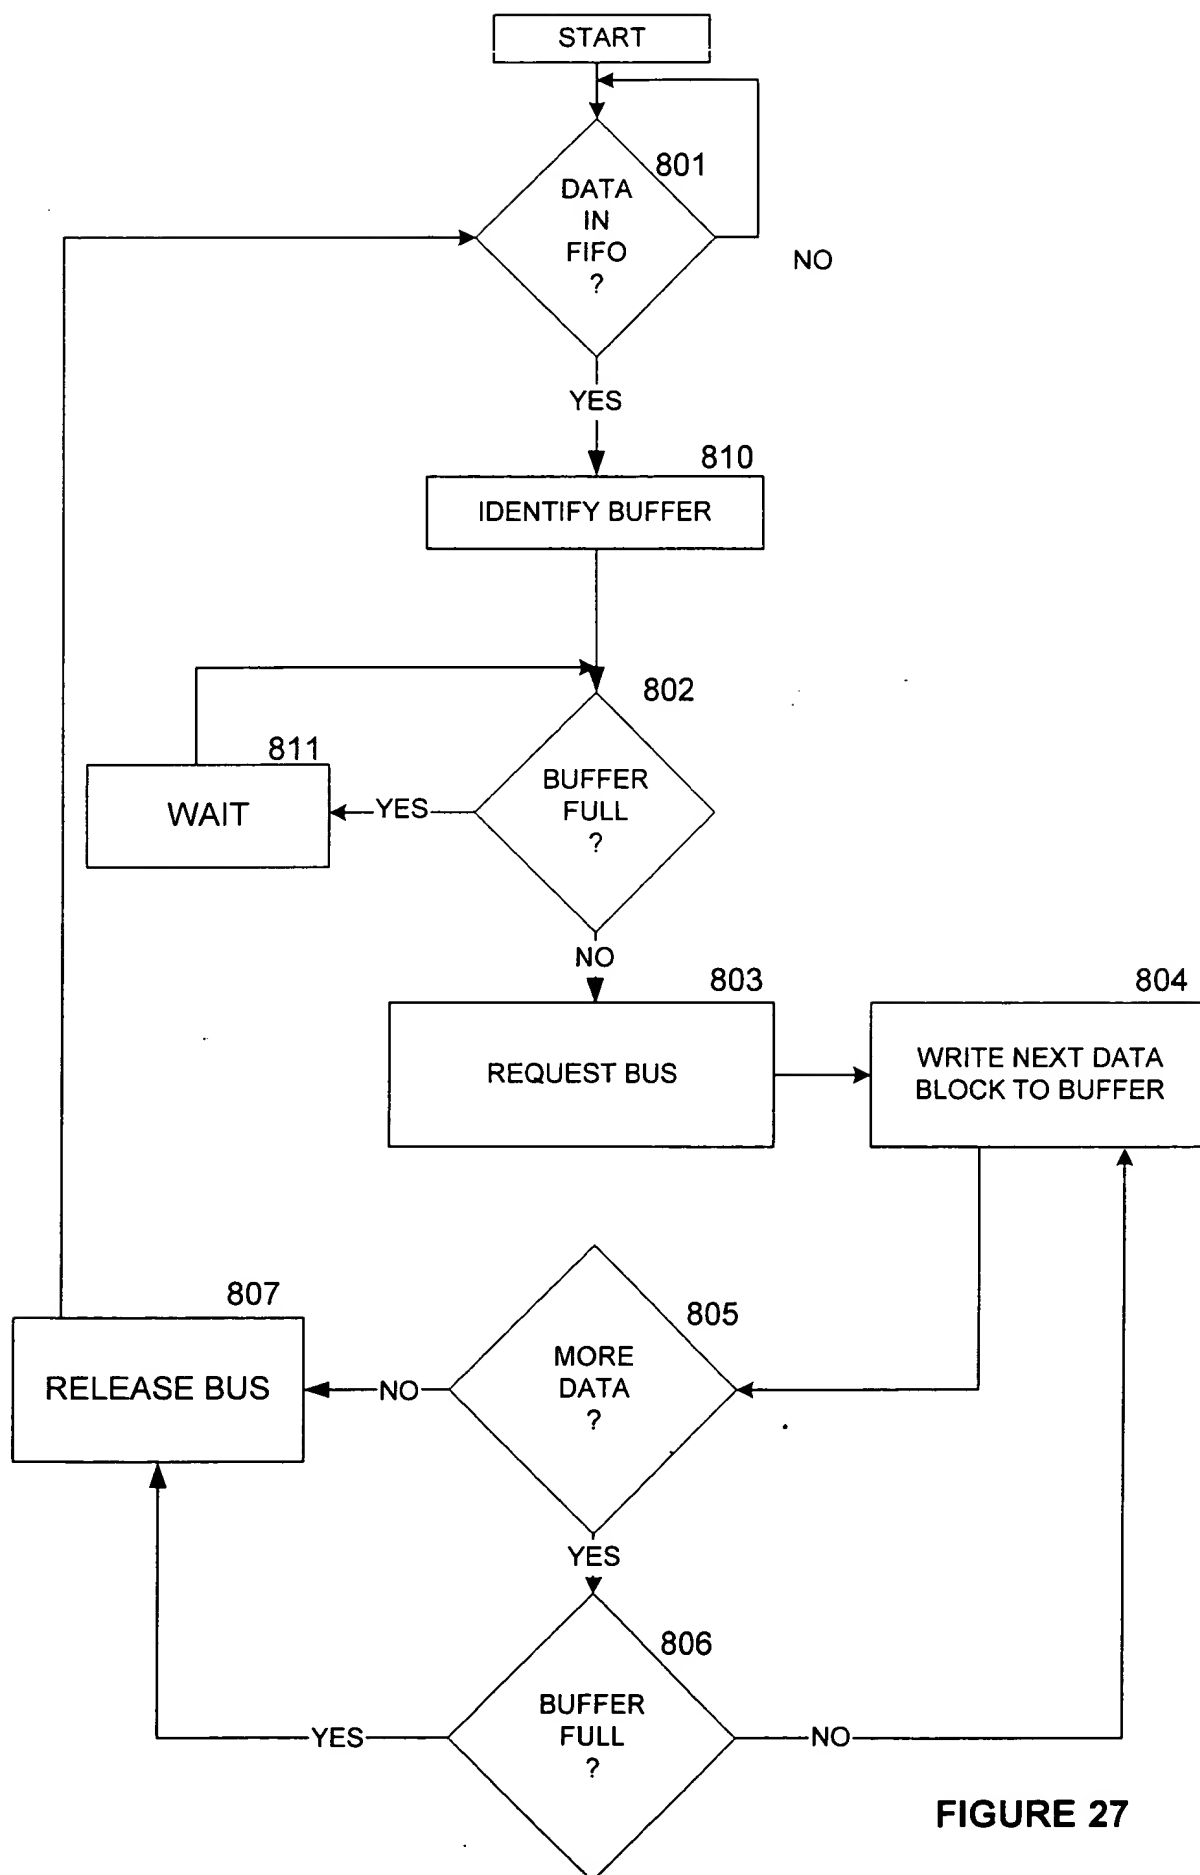 START
801
DATA
IN
FIFO
?
NO
YES
810
IDENTIFY BUFFER
802
811
BUFFER
FULL
?
WAIT
YES
NO
803
804
REQUEST BUS
WRITE NEXT DATA
BLOCK TO BUFFER
807
805
MORE
DATA
?
RELEASE BUS
NO
YES
806
BUFFER
FULL
?
YES
NO
FIGURE 27